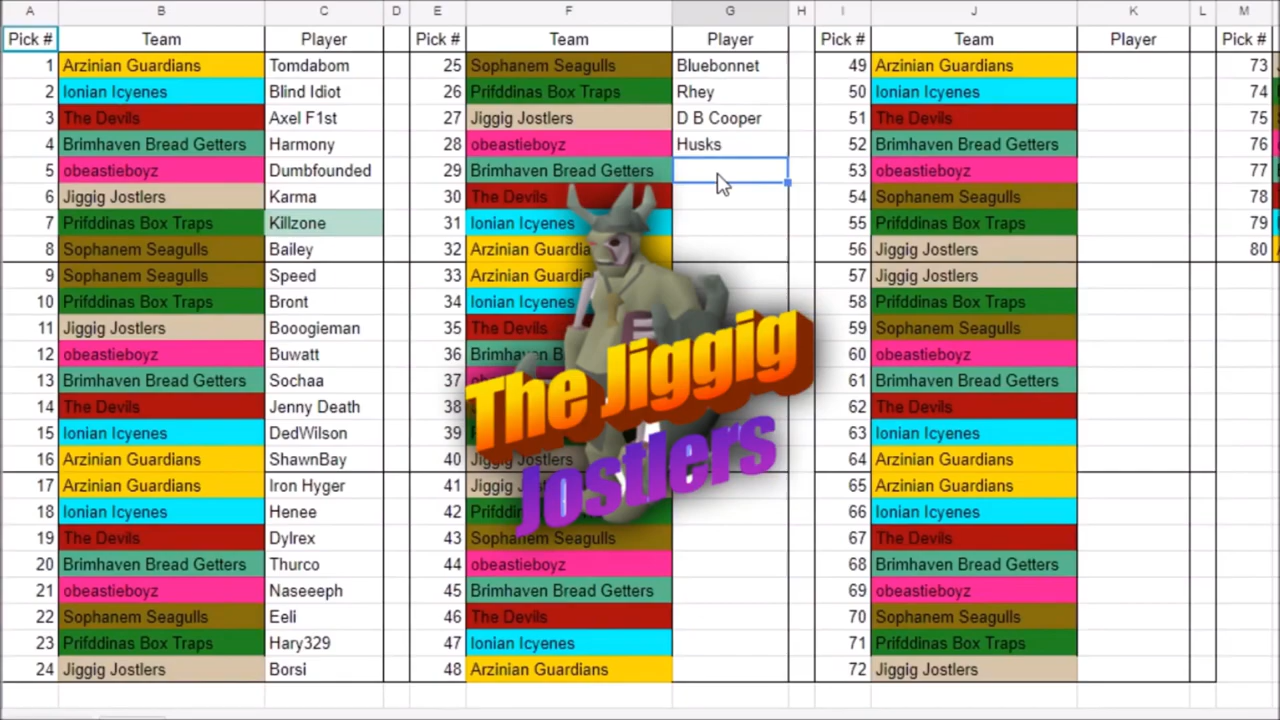 A B C D E F G H I J K L M
Pick # Team Player Pick # Team Player Pick # Team Player Pick #
1 Arzinian Guardians Tomdabom 25 Sophanem Seagulls Bluebonnet 49 Arzinian Guardians 73
2 Ionian Icyenes Blind Idiot 26 Prifddinas Box Traps Rhey 50 Ionian Icyenes 74
3 The Devils Axel F1st 27 Jiggig Jostlers D B Cooper 51 The Devils 75
4 Brimhaven Bread Getters Harmony 28 obeastieboyz Husks 52 Brimhaven Bread Getters 76
5 obeastieboyz Dumbfounded 29 Brimhaven Bread Getters 53 obeastieboyz 77
6 Jiggig Jostlers Karma 30 The Devils 54 Sophanem Seagulls 78
7 Prifddinas Box Traps Killzone 31 Ionian Icyenes 55 Prifddinas Box Traps 79
8 Sophanem Seagulls Bailey 32 Arzinian Guardia 56 Jiggig Jostlers 80
9 Sophanem Seagulls Speed 33 Arzinian Guardia 57 Jiggig Jostlers
10 Prifddinas Box Traps Bront 34 Ionian Icyenes 58 Prifddinas Box Traps
11 Jiggig Jostlers Booogieman 35 The Devils 59 Sophanem Seagulls
12 obeastieboyz Buwatt 36 Brimhaven B 60 obeastieboyz
13 Brimhaven Bread Getters Sochaa 37 61 Brimhaven Bread Getters
14 The Devils Jenny Death 38 62 The Devils
15 Ionian Icyenes DedWilson 39 63 Ionian Icyenes
16 Arzinian Guardians ShawnBay 40 Jiggig Jostlers 64 Arzinian Guardians
17 Arzinian Guardians Iron Hyger 41 Jiggig 65 Arzinian Guardians
18 Ionian Icyenes Henee 42 Prifddi 66 Ionian Icyenes
19 The Devils Dylrex 43 Sophanem Seagulls 67 The Devils
20 Brimhaven Bread Getters Thurco 44 obeastieboyz 68 Brimhaven Bread Getters
21 obeastieboyz Naseeeph 45 Brimhaven Bread Getters 69 obeastieboyz
22 Sophanem Seagulls Eeli 46 The Devils 70 Sophanem Seagulls
23 Prifddinas Box Traps Hary329 47 Ionian Icyenes 71 Prifddinas Box Traps
24 Jiggig Jostlers Borsi 48 Arzinian Guardians 72 Jiggig Jostlers
The Jiggig
Jostlers